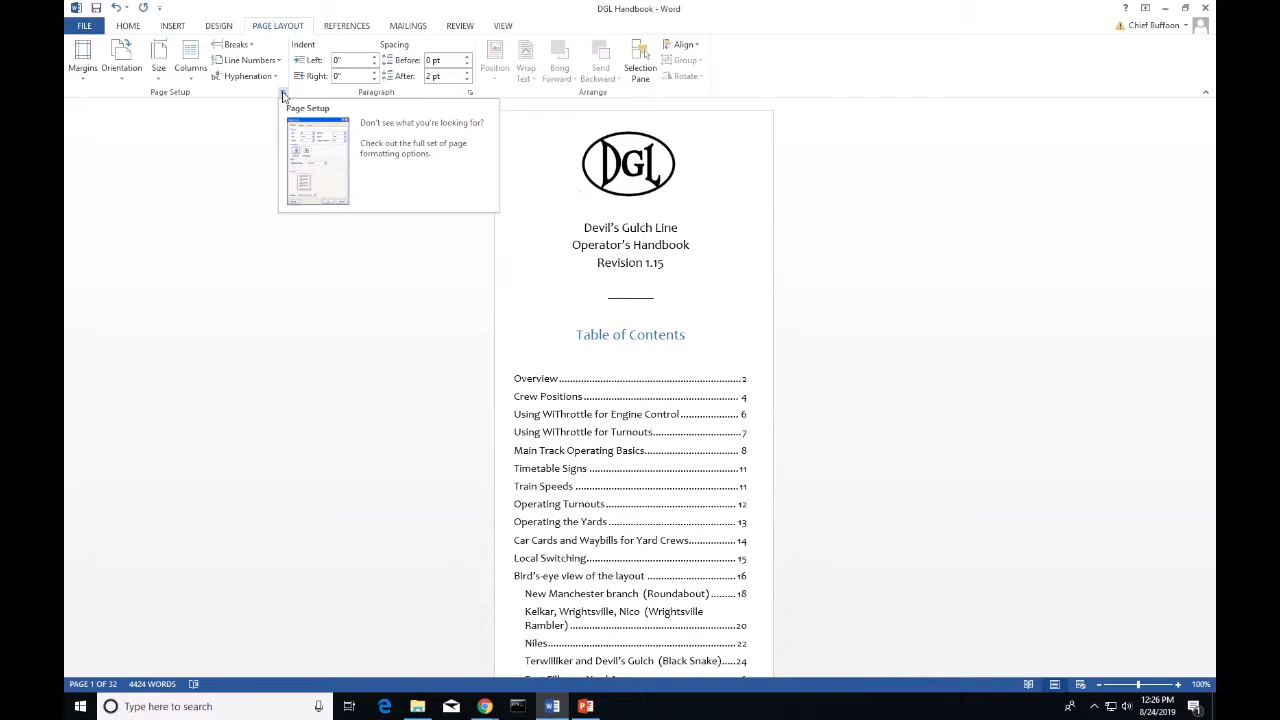 DGL Handbook - Word
FILE HOME INSERT DESIGN PAGE LAYOUT REFERENCES MAILINGS REVIEW VIEW
Chief Buffoon
Margins
Orientation
Size
Columns
Breaks
Line Numbers
Hyphenation
Page Setup
Indent
Left: 0"
Right: 0"
Spacing
Before: 0 pt
After: 2 pt
Paragraph
Position
Wrap
Text
Bring
Forward
Send
Backward
Selection
Pane
Align
Group
Rotate
Arrange
Page Setup
Don't see what you're looking for?
Check out the full set of page
formatting options.
DGL
Devil's Gulch Line
Operator's Handbook
Revision 1.15
Table of Contents
Overview 2
Crew Positions 4
Using WiThrottle for Engine Control 6
Using WiThrottle for Turnouts 7
Main Track Operating Basics 8
Timetable Signs 11
Train Speeds 11
Operating Turnouts 12
Operating the Yards 13
Car Cards and Waybills for Yard Crews 14
Local Switching 15
Bird's-eye view of the layout 16
New Manchester branch (Roundabout) 18
Kelkar, Wrightsville, Nico (Wrightsville
Rambler) 20
Niles 22
Terwilliker and Devil's Gulch (Black Snake) 24
PAGE 1 OF 32 4424 WORDS
100%
Type here to search
12:26 PM
8/24/2019